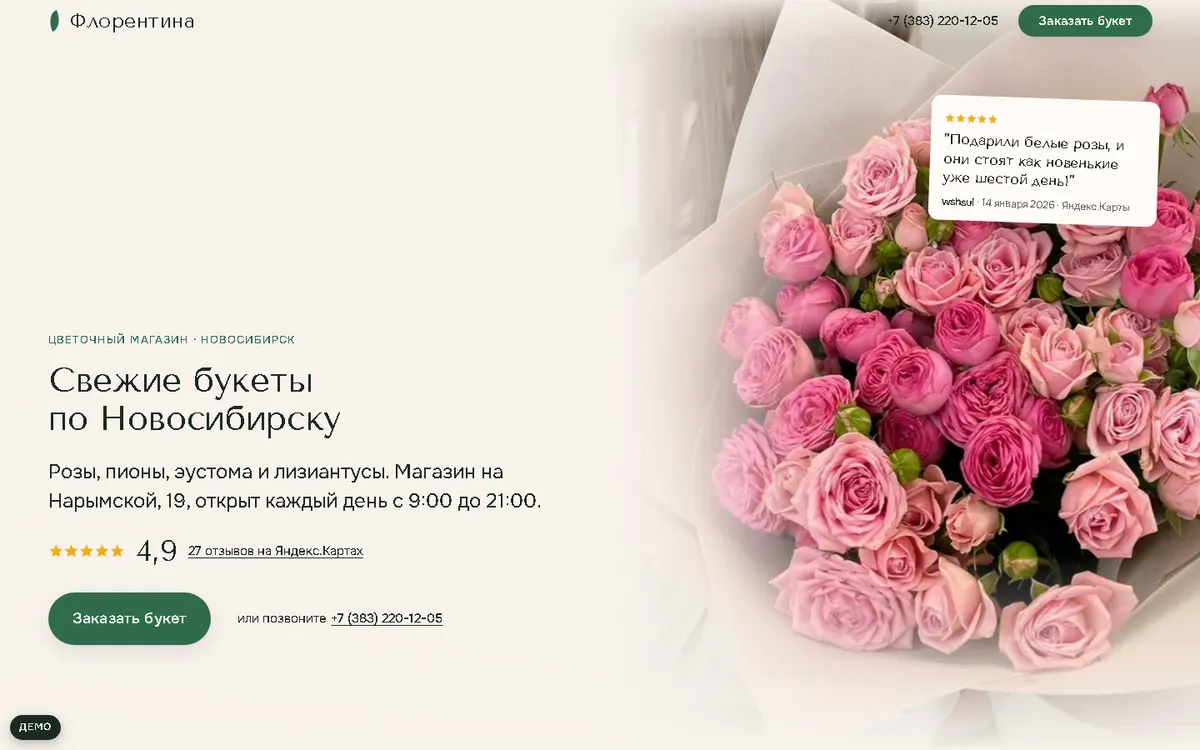 Флорентина
+7 (383) 220-12-05
Заказать букет
"Подарили белые розы, и
они стоят как новенькие
уже шестой день!"
wshsul · 14 января 2026 · Яндекс.Карты
ЦВЕТОЧНЫЙ МАГАЗИН · НОВОСИБИРСК
Свежие букеты
по Новосибирску
Розы, пионы, эустома и лизиантусы. Магазин на
Нарымской, 19, открыт каждый день с 9:00 до 21:00.
4,9 27 отзывов на Яндекс.Картах
Заказать букет
или позвоните +7 (383) 220-12-05
ДЕМО